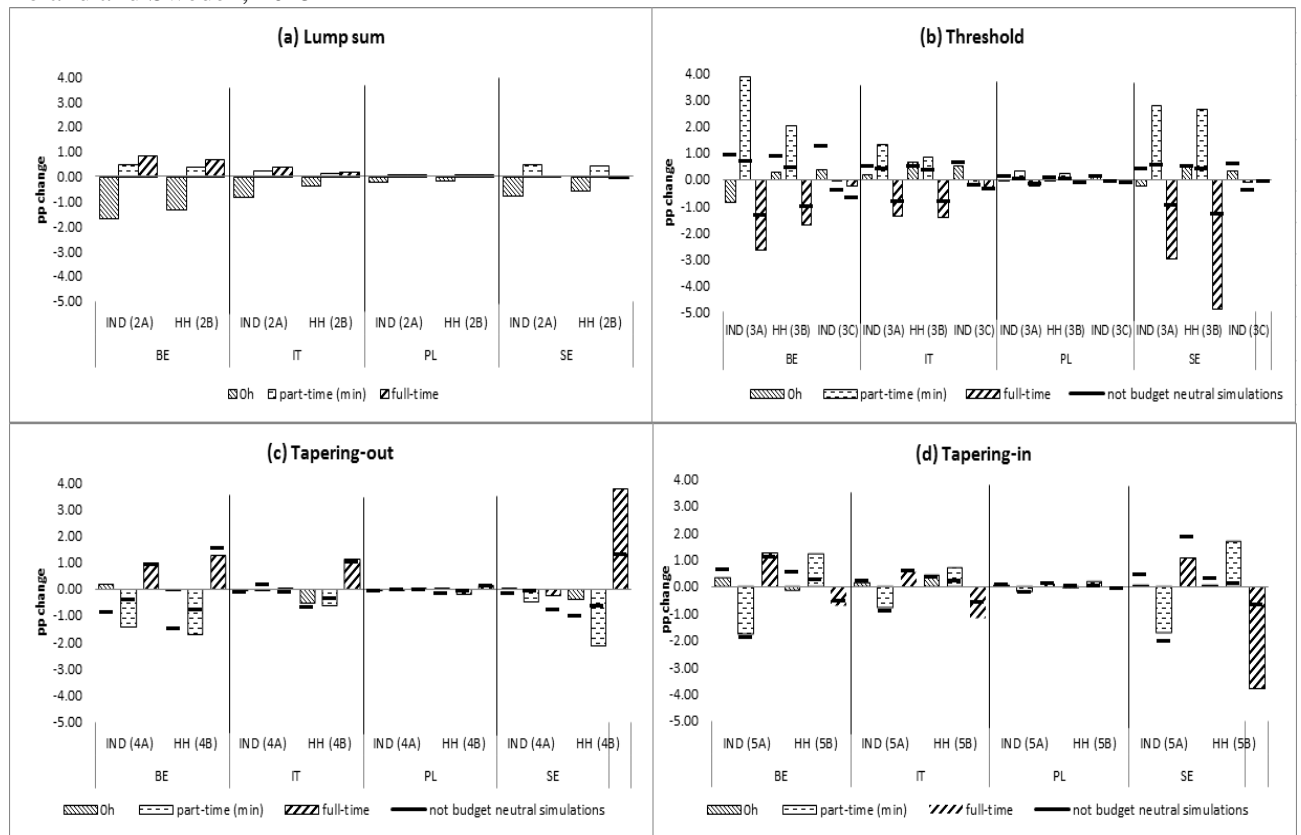 (a) Lump sum
4.00
3.00
2.00
1.00
0.00
-1.00
-2.00
-3.00
-4.00
-5.00
pp change
IND (2A) HH (2B) IND (2A) HH (2B) IND (2A) HH (2B) IND (2A) HH (2B)
BE IT PL SE
0h part-time (min) full-time
(b) Threshold
4.00
3.00
2.00
1.00
0.00
-1.00
-2.00
-3.00
-4.00
-5.00
pp change
IND (3A) HH (3B) IND (3C) IND (3A) HH (3B) IND (3C) IND (3A) HH (3B) IND (3C) IND (3A) HH (3B) IND (3C)
BE IT PL SE
0h part-time (min) full-time not budget neutral simulations
(c) Tapering-out
4.00
3.00
2.00
1.00
0.00
-1.00
-2.00
-3.00
-4.00
-5.00
pp change
IND (4A) HH (4B) IND (4A) HH (4B) IND (4A) HH (4B) IND (4A) HH (4B)
BE IT PL SE
0h part-time (min) full-time not budget neutral simulations
(d) Tapering-in
4.00
3.00
2.00
1.00
0.00
-1.00
-2.00
-3.00
-4.00
-5.00
pp change
IND (5A) HH (5B) IND (5A) HH (5B) IND (5A) HH (5B) IND (5A) HH (5B)
BE IT PL SE
0h part-time (min) full-time not budget neutral simulations